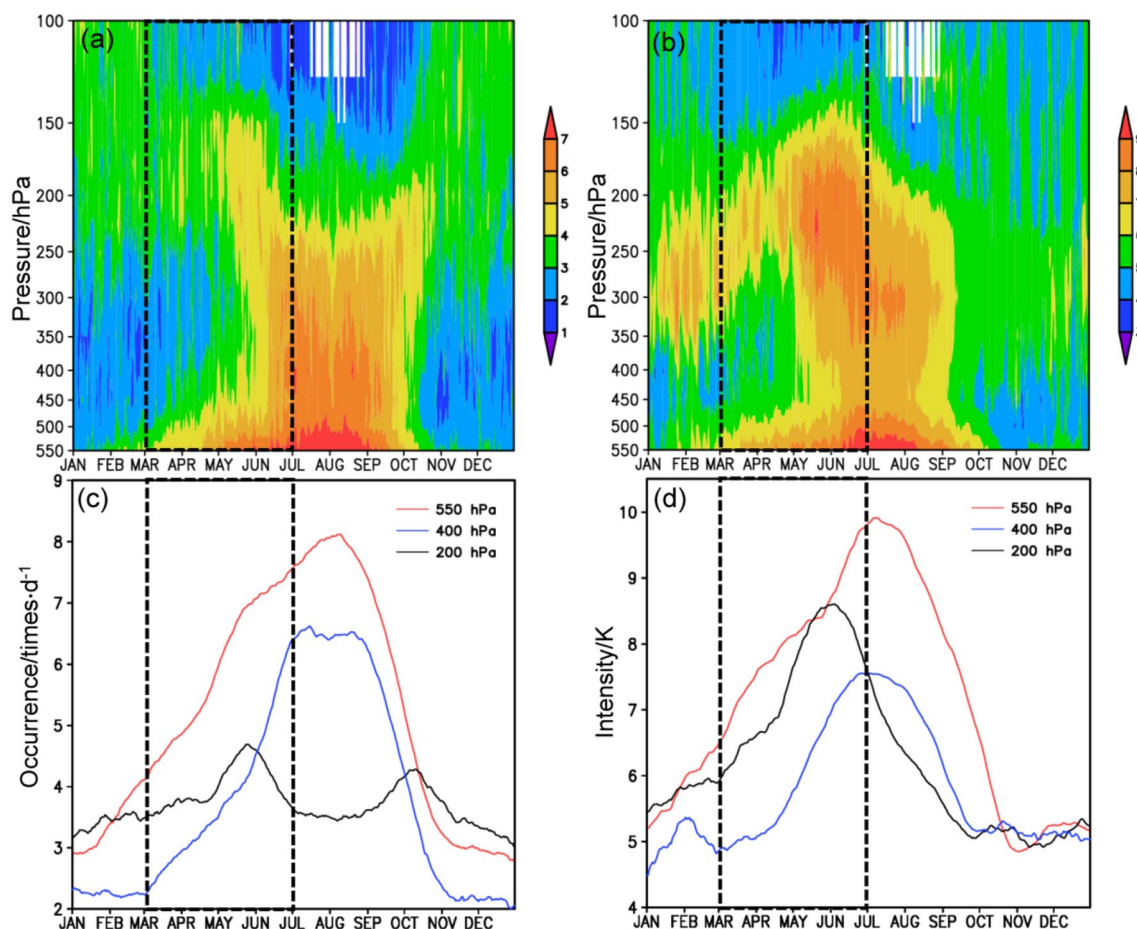 (a)
Pressure/hPa
100
150
200
250
300
350
400
450
500
550
JAN FEB MAR APR MAY JUN JUL AUG SEP OCT NOV DEC
7
6
5
4
3
2
1
(b)
Pressure/hPa
100
150
200
250
300
350
400
450
500
550
JAN FEB MAR APR MAY JUN JUL AUG SEP OCT NOV DEC
(c)
Occurrence/times·d⁻¹
9
8
7
6
5
4
3
2
550 hPa
400 hPa
200 hPa
JAN FEB MAR APR MAY JUN JUL AUG SEP OCT NOV DEC
(d)
Intensity/K
10
9
8
7
6
5
4
550 hPa
400 hPa
200 hPa
JAN FEB MAR APR MAY JUN JUL AUG SEP OCT NOV DEC